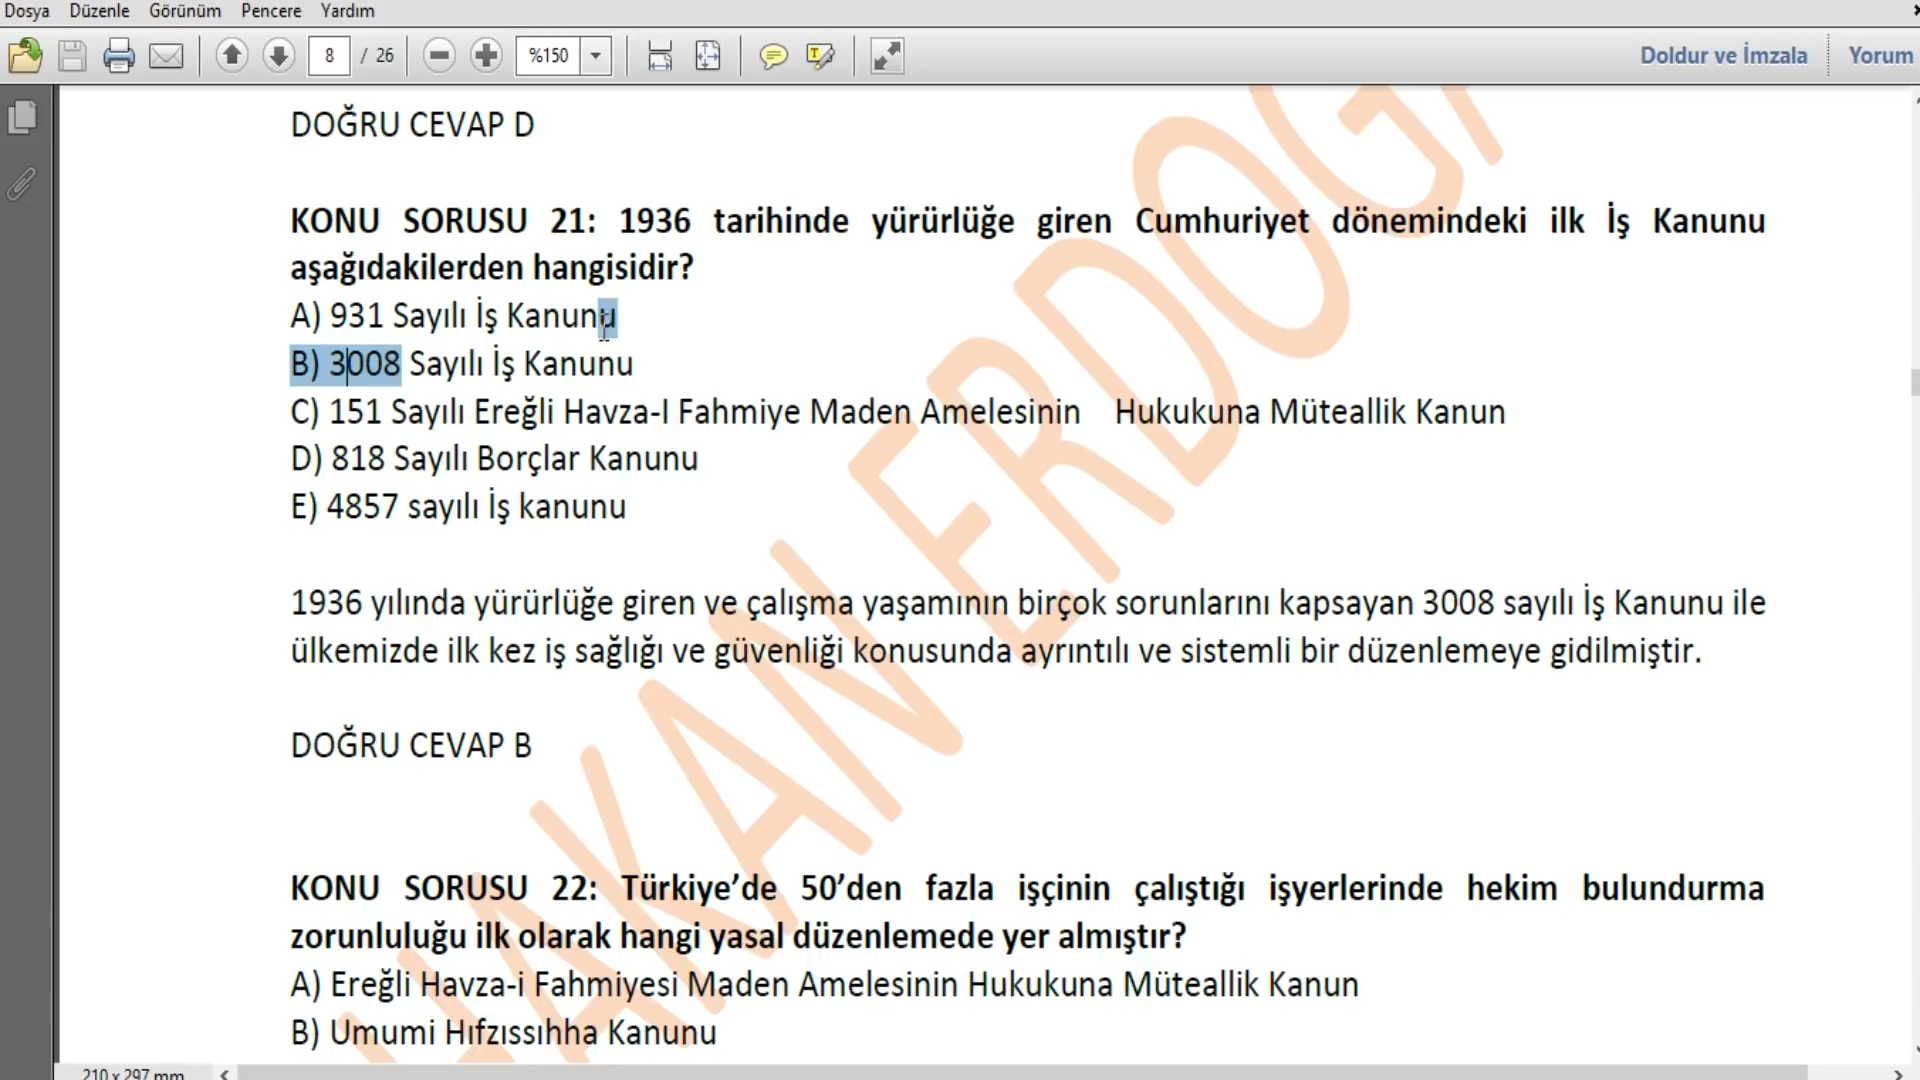 Dosya Düzenle Görünüm Pencere Yardım
8 / 26 %150 Doldur ve İmzala Yorum
DOĞRU CEVAP D
KONU SORUSU 21: 1936 tarihinde yürürlüğe giren Cumhuriyet dönemindeki ilk İş Kanunu
aşağıdakilerden hangisidir?
A) 931 Sayılı İş Kanunu
B) 3008 Sayılı İş Kanunu
C) 151 Sayılı Ereğli Havza-I Fahmiye Maden Amelesinin Hukukuna Müteallik Kanun
D) 818 Sayılı Borçlar Kanunu
E) 4857 sayılı İş kanunu
1936 yılında yürürlüğe giren ve çalışma yaşamının birçok sorunlarını kapsayan 3008 sayılı İş Kanunu ile
ülkemizde ilk kez iş sağlığı ve güvenliği konusunda ayrıntılı ve sistemli bir düzenlemeye gidilmiştir.
DOĞRU CEVAP B
KONU SORUSU 22: Türkiye’de 50’den fazla işçinin çalıştığı işyerlerinde hekim bulundurma
zorunluluğu ilk olarak hangi yasal düzenlemede yer almıştır?
A) Ereğli Havza-i Fahmiyesi Maden Amelesinin Hukukuna Müteallik Kanun
B) Umumi Hıfzıssıhha Kanunu
210 x 297 mm
HAKAN ERDOGA